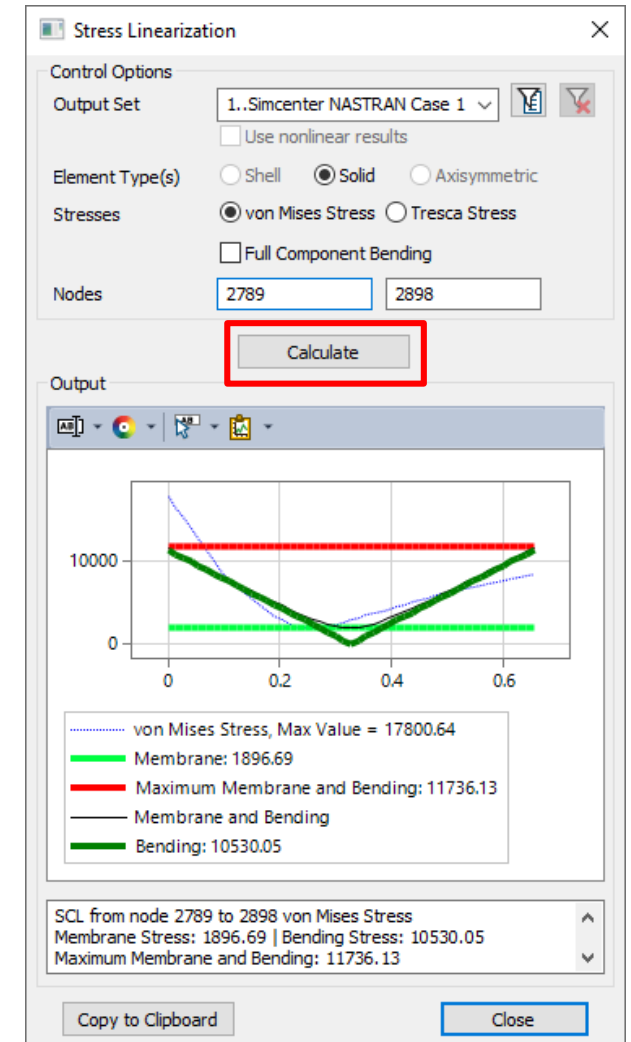 Stress Linearization
Control Options
Output Set 1..Simcenter NASTRAN Case 1
Use nonlinear results
Element Type(s) Shell Solid Axisymmetric
Stresses von Mises Stress Tresca Stress
Full Component Bending
Nodes 2789 2898
Calculate
Output
10000
0
0 0.2 0.4 0.6
von Mises Stress, Max Value = 17800.64
Membrane: 1896.69
Maximum Membrane and Bending: 11736.13
Membrane and Bending
Bending: 10530.05
SCL from node 2789 to 2898 von Mises Stress
Membrane Stress: 1896.69 | Bending Stress: 10530.05
Maximum Membrane and Bending: 11736.13
Copy to Clipboard Close